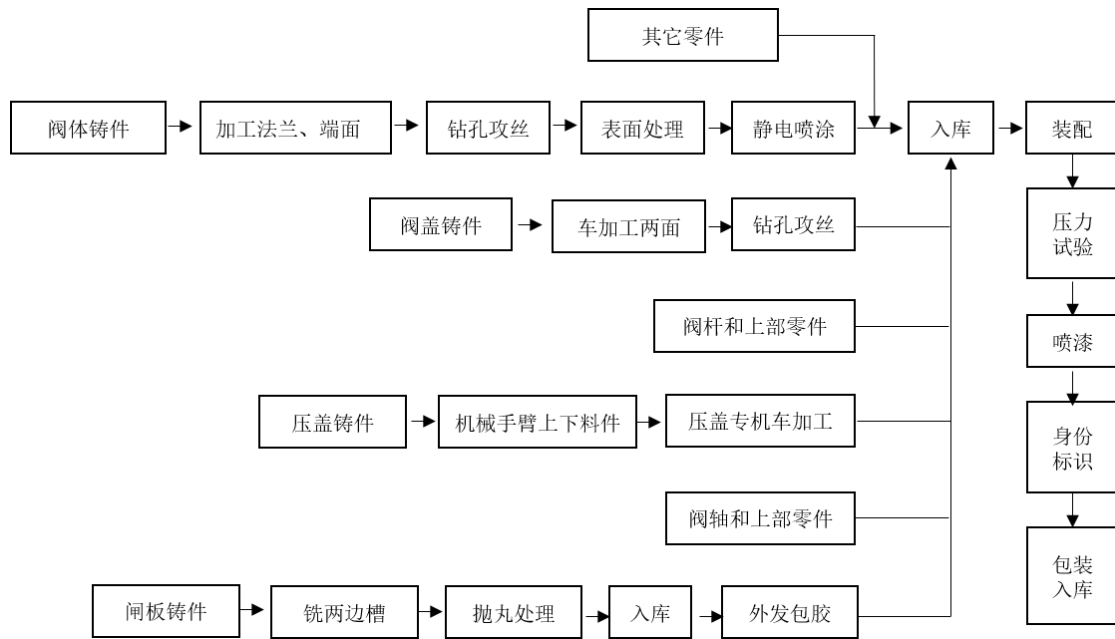 其它零件
阀体铸件
加工法兰、端面
钻孔攻丝
表面处理
静电喷涂
入库
装配
阀盖铸件
车加工两面
钻孔攻丝
压力
试验
阀杆和上部零件
喷漆
压盖铸件
机械手臂上下料件
压盖专机车加工
身份
标识
阀轴和上部零件
闸板铸件
铣两边槽
抛丸处理
入库
外发包胶
包装
入库